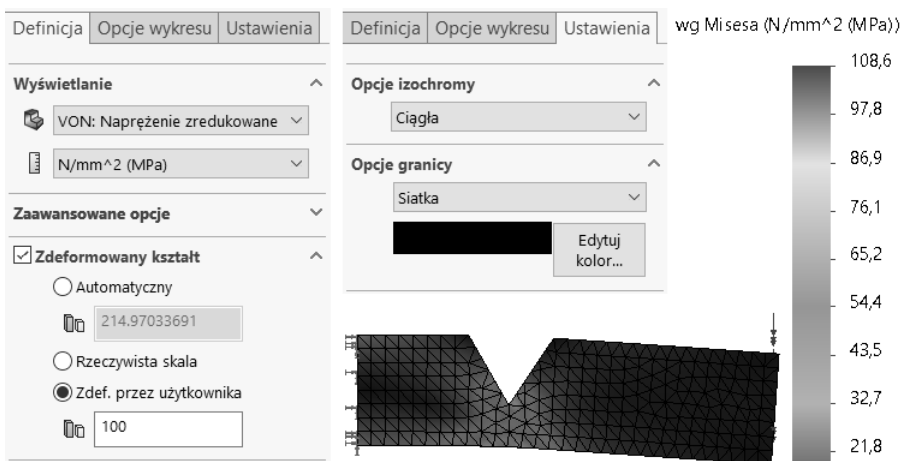 Definicja Opcje wykresu Ustawienia
Wyświetlanie
VON: Naprężenie zredukowane
N/mm^2 (MPa)
Zaawansowane opcje
Zdeformowany kształt
Automatyczny
214.97033691
Rzeczywista skala
Zdef. przez użytkownika
100
Definicja Opcje wykresu Ustawienia
Opcje izochromy
Ciągła
Opcje granicy
Siatka
Edytuj
kolor...
wg Misesa (N/mm^2 (MPa))
108,6
97,8
86,9
76,1
65,2
54,4
43,5
32,7
21,8